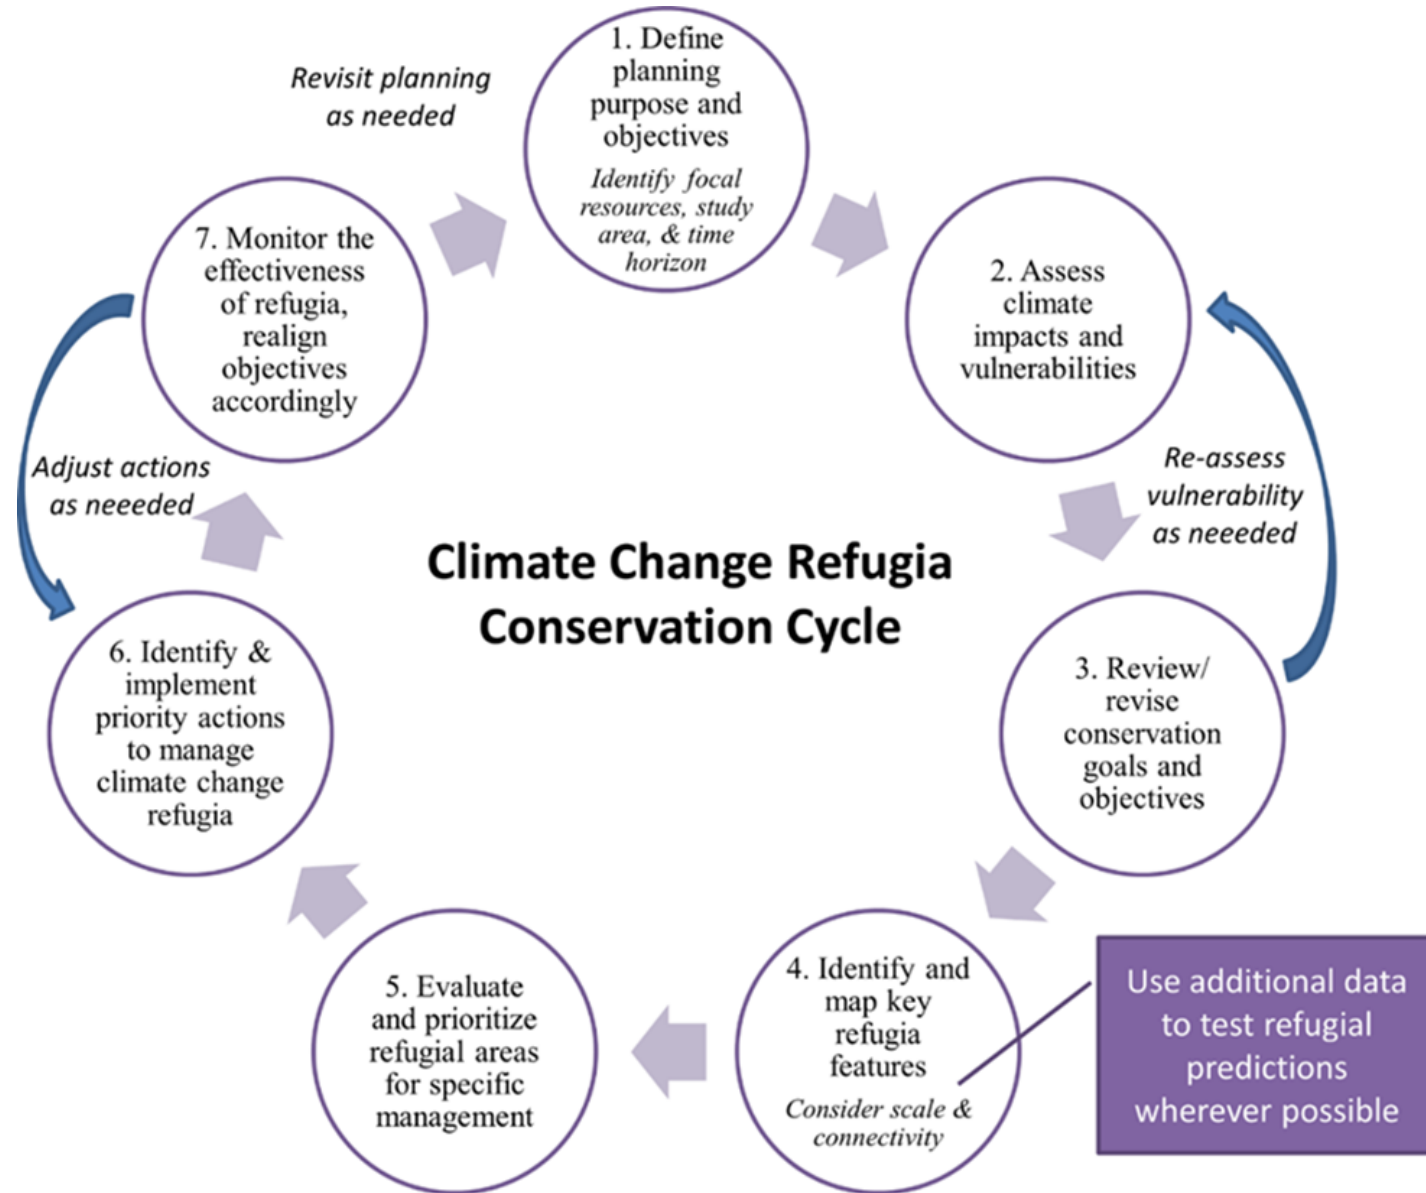 1. Define
planning
purpose and
objectives
Identify focal
resources, study
area, & time
horizon
2. Assess
climate
impacts and
vulnerabilities
Re-assess
vulnerability
as neeeded
3. Review/
revise
conservation
goals and
objectives
4. Identify and
map key
refugia
features
Consider scale &
connectivity
Use additional data
to test refugial
predictions
wherever possible
5. Evaluate
and prioritize
refugial areas
for specific
management
6. Identify &
implement
priority actions
to manage
climate change
refugia
Adjust actions
as neeeded
7. Monitor the
effectiveness
of refugia,
realign
objectives
accordingly
Revisit planning
as needed
Climate Change Refugia
Conservation Cycle